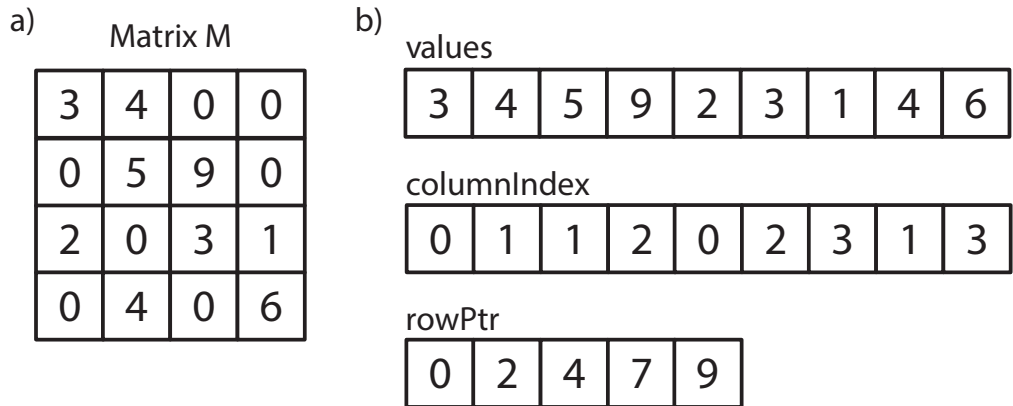 a)
Matrix M
3 4 0 0
0 5 9 0
2 0 3 1
0 4 0 6
b)
values
3 4 5 9 2 3 1 4 6
columnIndex
0 1 1 2 0 2 3 1 3
rowPtr
0 2 4 7 9